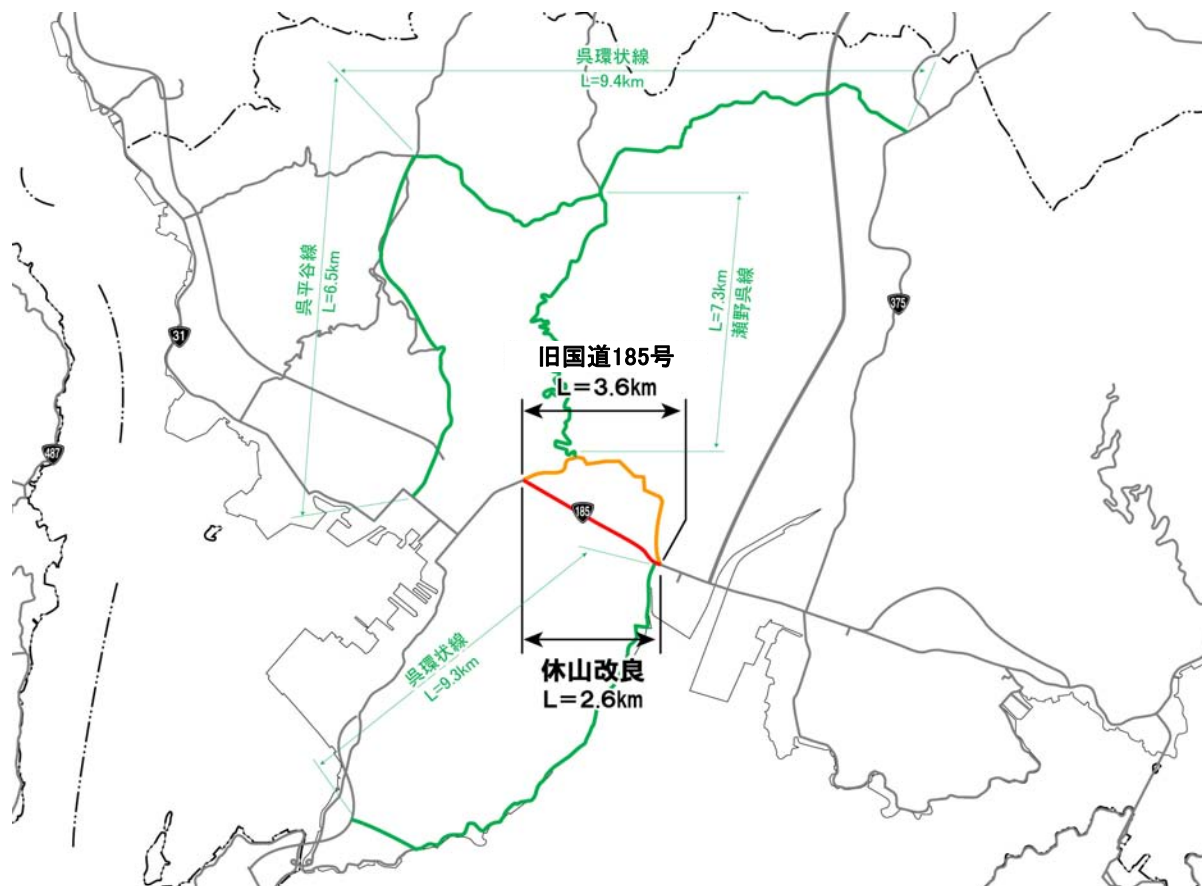 呉環状線
L=9.4km
呉平谷線
L=6.5km
31
L=7.3km
瀬野呉線
375
旧国道185号
L=3.6km
487
185
呉環状線
L=9.3km
休山改良
L=2.6km